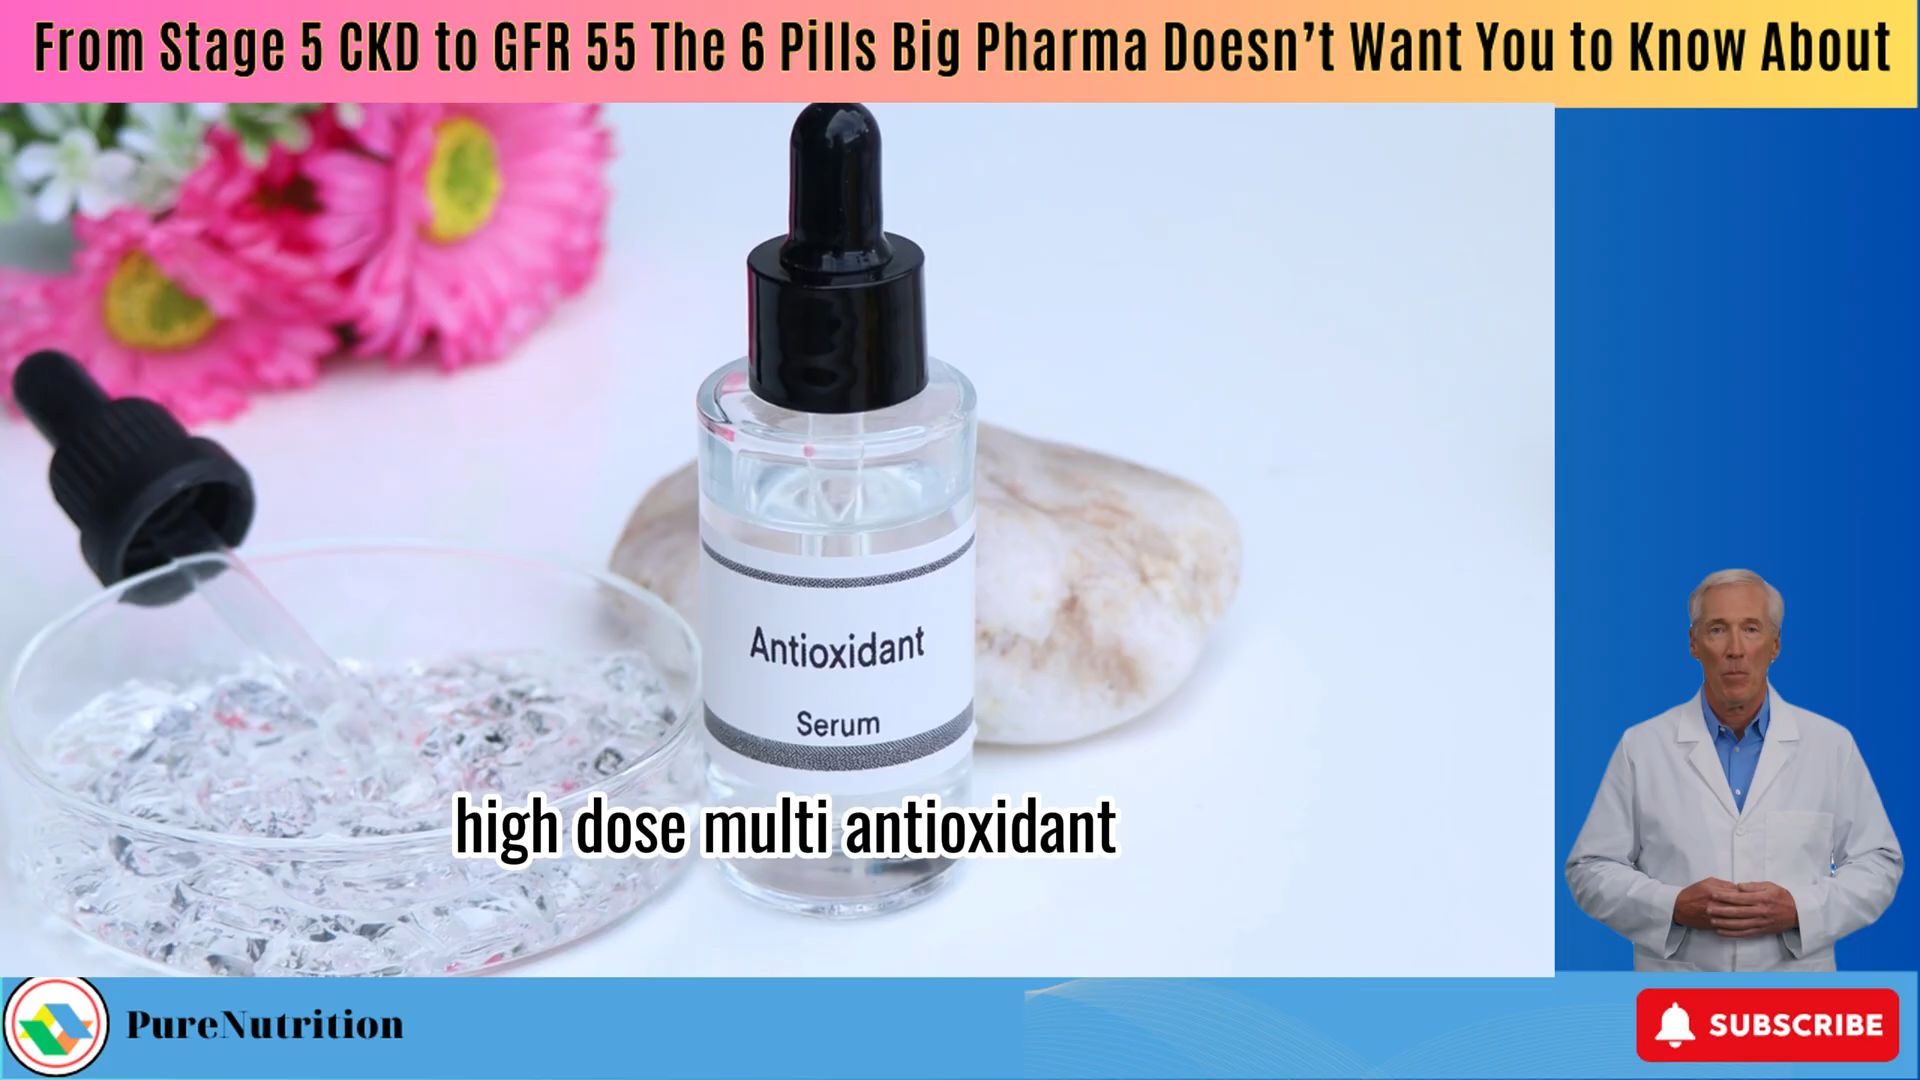 From Stage 5 CKD to GFR 55 The 6 Pills Big Pharma Doesn’t Want You to Know About
Antioxidant
Serum
high dose multi antioxidant
PureNutrition
SUBSCRIBE